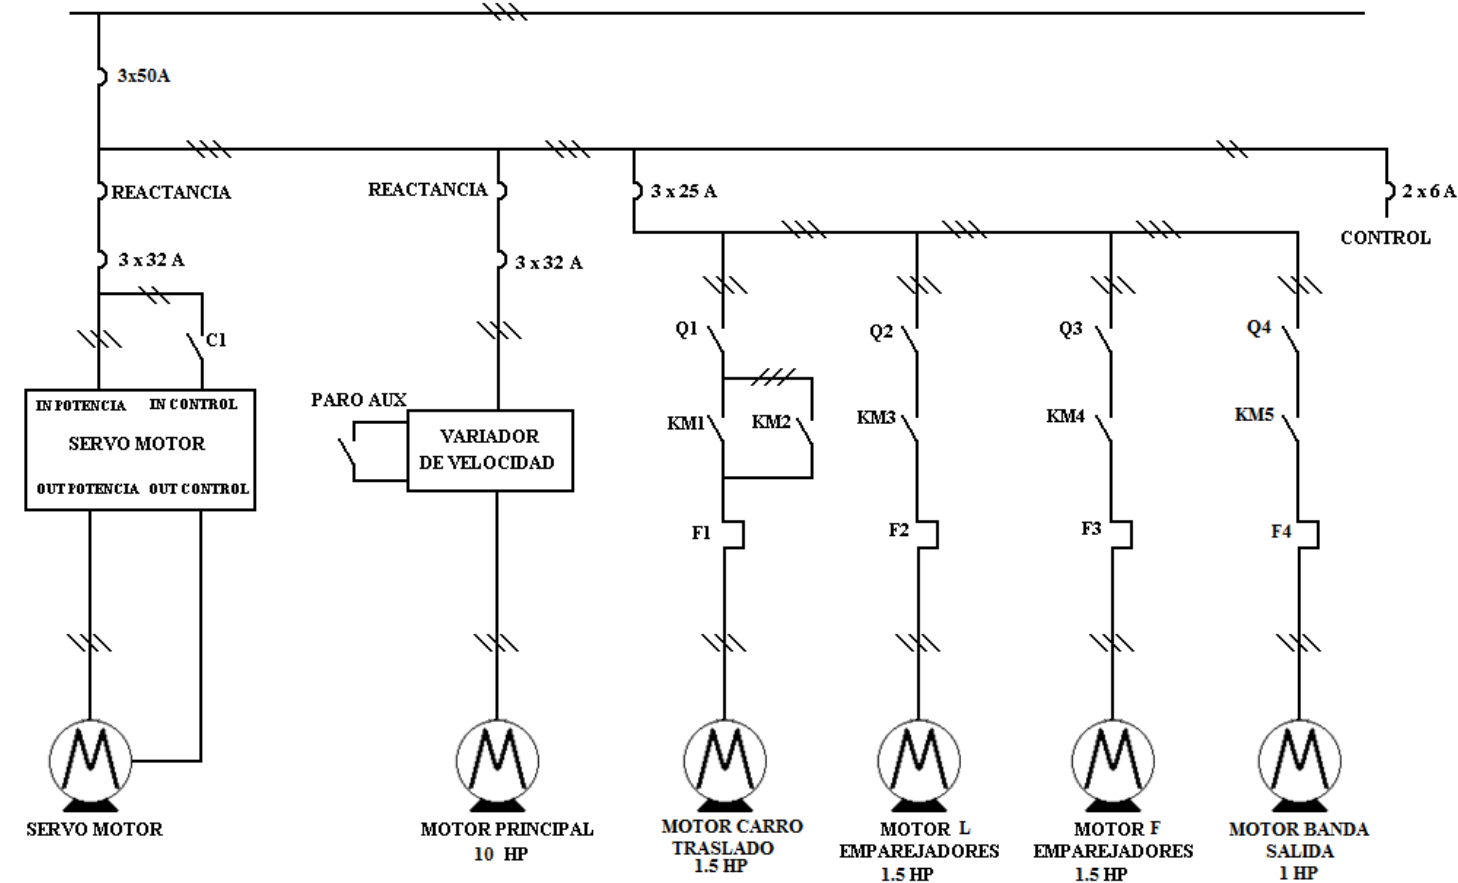 3x50A
REACTANCIA
REACTANCIA
3 x 25 A
2 x 6 A
CONTROL
3 x 32 A
3 x 32 A
C1
Q1
Q2
Q3
Q4
IN POTENCIA IN CONTROL
SERVO MOTOR
OUT POTENCIA OUT CONTROL
PARO AUX
VARIADOR
DE VELOCIDAD
KM1
KM2
KM3
KM4
KM5
F1
F2
F3
F4
SERVO MOTOR
MOTOR PRINCIPAL
10 HP
MOTOR CARRO
TRASLADO
1.5 HP
MOTOR L
EMPAREJADORES
1.5 HP
MOTOR F
EMPAREJADORES
1.5 HP
MOTOR BANDA
SALIDA
1 HP